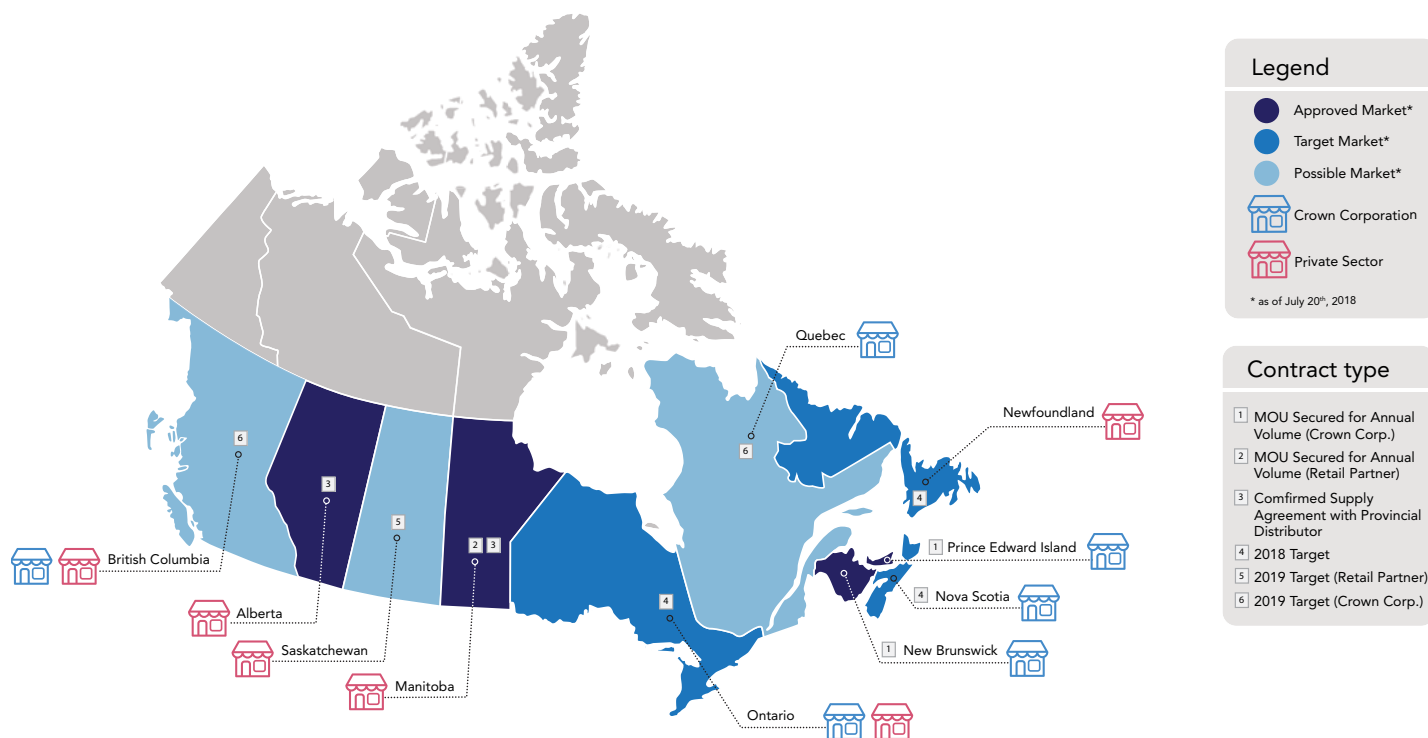 Legend
Approved Market*
Target Market*
Possible Market*
Crown Corporation
Private Sector
* as of July 20th, 2018
Contract type
1 MOU Secured for Annual
Volume (Crown Corp.)
2 MOU Secured for Annual
Volume (Retail Partner)
3 Comfirmed Supply
Agreement with Provincial
Distributor
4 2018 Target
5 2019 Target (Retail Partner)
6 2019 Target (Crown Corp.)
Quebec
6
Newfoundland
4
6
3
5
2 3
British Columbia
Alberta
Saskatchewan
Manitoba
4
Ontario
1 Prince Edward Island
4 Nova Scotia
1 New Brunswick